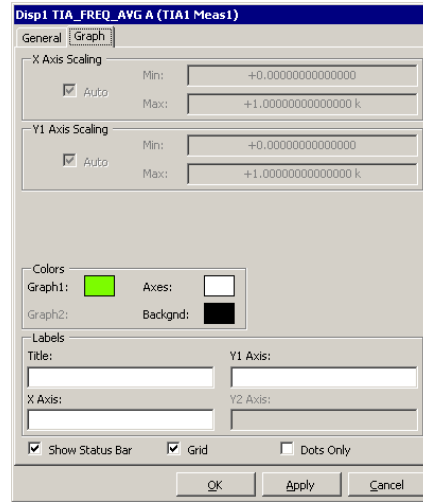 Disp1 TIA_FREQ_AVG A (TIA1 Meas1)
General Graph
X Axis Scaling
Auto
Min: +0.00000000000000
Max: +1.00000000000000 k
Y1 Axis Scaling
Auto
Min: +0.00000000000000
Max: +1.00000000000000 k
Colors
Graph1: Axes:
Graph2: Backgnd:
Labels
Title: Y1 Axis:
X Axis: Y2 Axis:
Show Status Bar Grid Dots Only
OK Apply Cancel